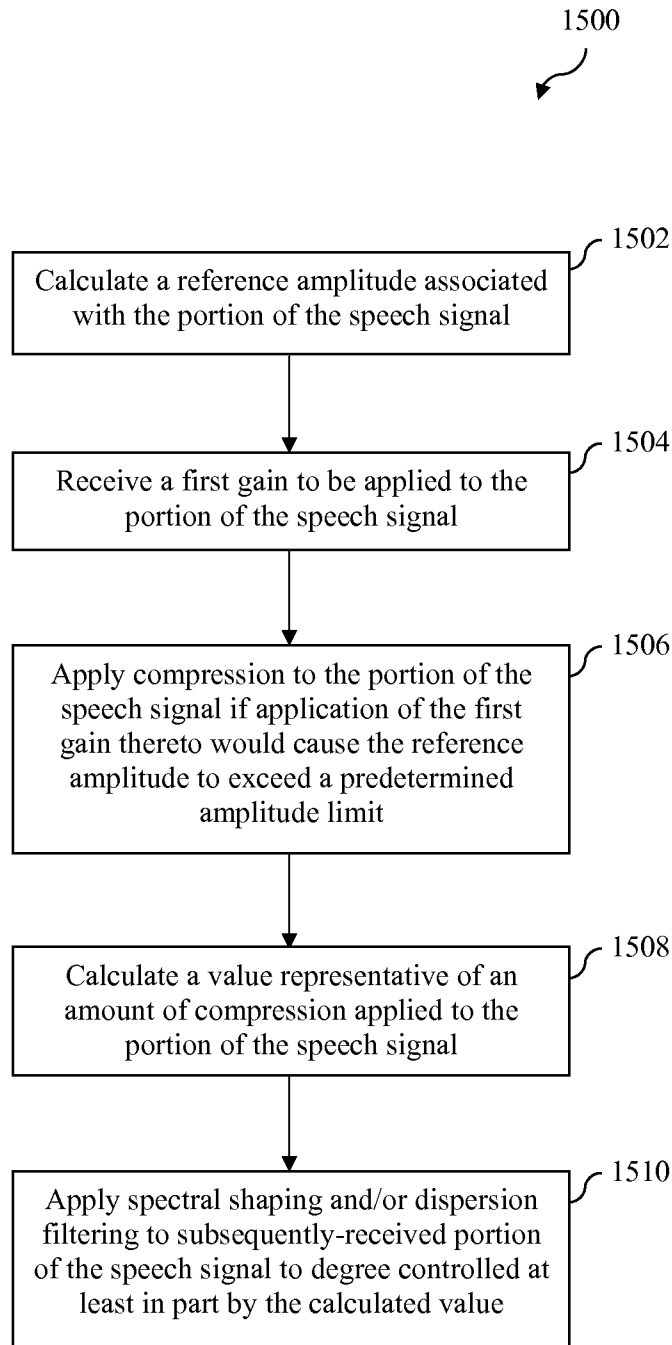 1500
1502
Calculate a reference amplitude associated
with the portion of the speech signal
1504
Receive a first gain to be applied to the
portion of the speech signal
1506
Apply compression to the portion of the
speech signal if application of the first
gain thereto would cause the reference
amplitude to exceed a predetermined
amplitude limit
1508
Calculate a value representative of an
amount of compression applied to the
portion of the speech signal
1510
Apply spectral shaping and/or dispersion
filtering to subsequently-received portion
of the speech signal to degree controlled at
least in part by the calculated value